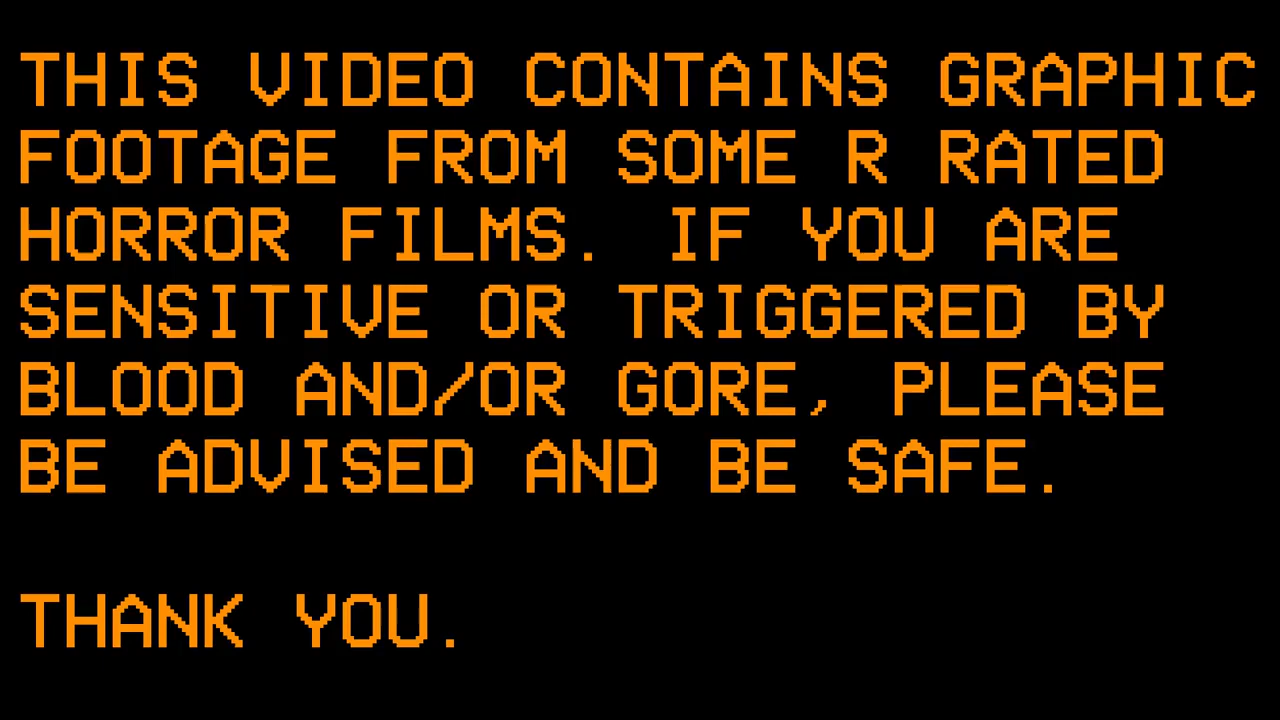 THIS VIDEO CONTAINS GRAPHIC
FOOTAGE FROM SOME R RATED
HORROR FILMS. IF YOU ARE
SENSITIVE OR TRIGGERED BY
BLOOD AND/OR GORE, PLEASE
BE ADVISED AND BE SAFE.
THANK YOU.